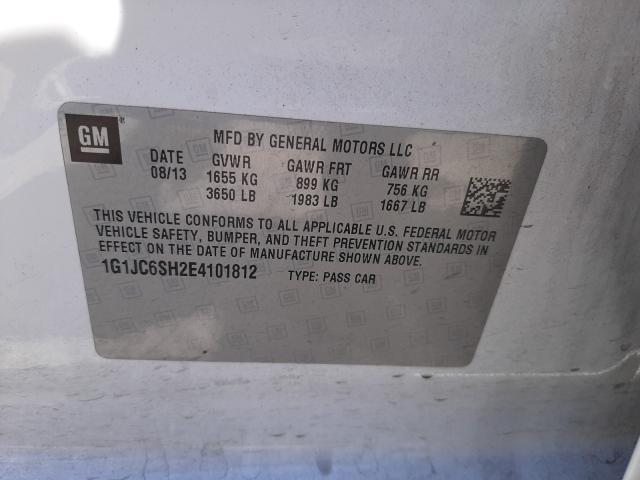 GM
MFD BY GENERAL MOTORS LLC
DATE GVWR GAWR FRT GAWR RR
08/13 1655 KG 899 KG 756 KG
3650 LB 1983 LB 1667 LB
THIS VEHICLE CONFORMS TO ALL APPLICABLE U.S. FEDERAL MOTOR
VEHICLE SAFETY, BUMPER, AND THEFT PREVENTION STANDARDS IN
EFFECT ON THE DATE OF MANUFACTURE SHOWN ABOVE.
1G1JC6SH2E4101812 TYPE: PASS CAR